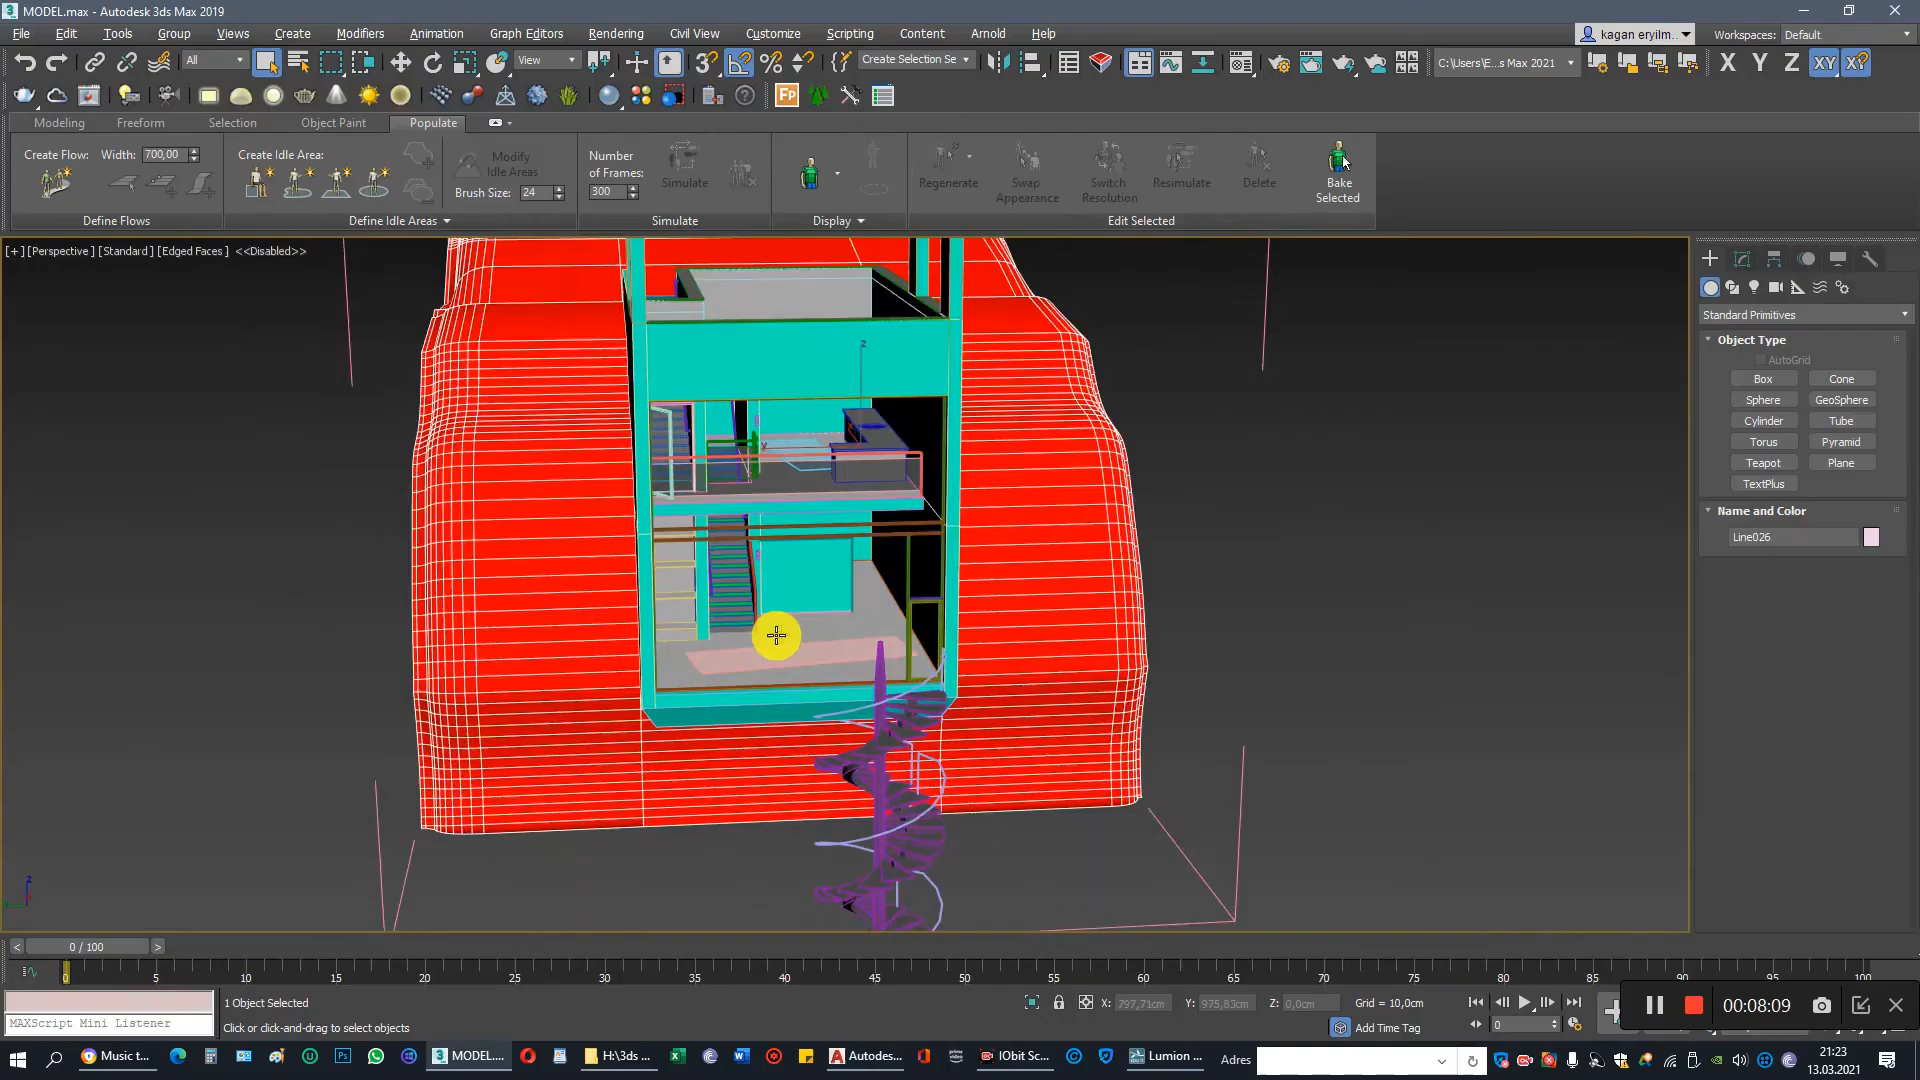 MODEL.max - Autodesk 3ds Max 2019
File Edit Tools Group Views Create Modifiers Animation Graph Editors Rendering Civil View Customize Scripting Content Arnold Help
kagan eryilm... Workspaces: Default
All View Create Selection Se C:\Users\E...s Max 2021 X Y Z XY XY
Modeling Freeform Selection Object Paint Populate
Create Flow: Width: 700,00
Create Idle Area:
Modify
Idle Areas
Brush Size: 24
Number
of Frames:
300
Simulate
Regenerate
Swap
Appearance
Switch
Resolution
Resimulate
Delete
Bake
Selected
Define Flows Define Idle Areas Simulate Display Edit Selected
[+] [Perspective ] [Standard ] [Edged Faces ] <<Disabled>>
Standard Primitives
Object Type
AutoGrid
Box Cone
Sphere GeoSphere
Cylinder Tube
Torus Pyramid
Teapot Plane
TextPlus
Name and Color
Line026
z
y
z
y
< 0 / 100 >
0 5 10 15 20 25 30 35 40 45 50 55 60 65 70 75 80 85 90 95 100
1 Object Selected
X: 797,71cm Y: 975,83cm Z: 0,0cm Grid = 10,0cm
MAXScript Mini Listener
Click or click-and-drag to select objects
Add Time Tag
0
00:08:09
Music t... MODEL.... H:\3ds ... Autodes... IObit Sc... Lumion ... Adres
21:23
13.03.2021